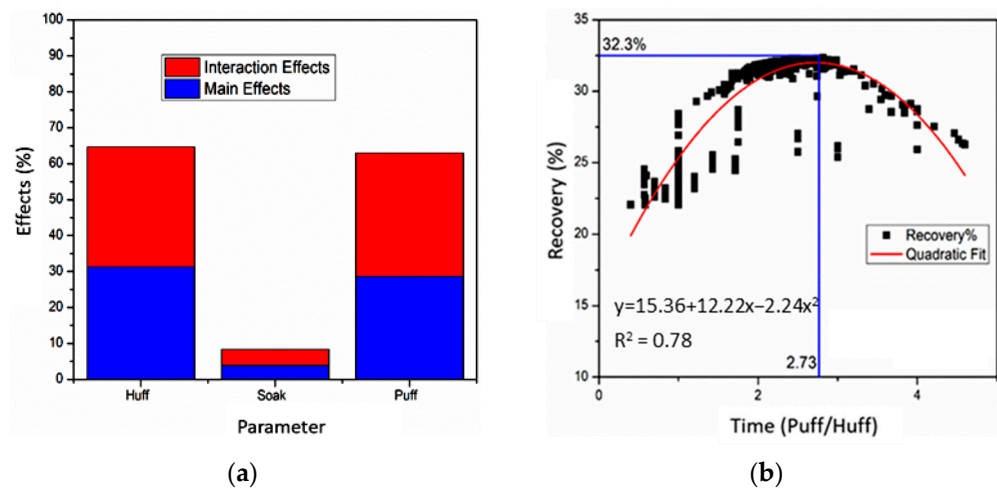 100
90
80
70
60
50
40
30
20
10
0
Effects (%)
Interaction Effects
Main Effects
Huff
Soak
Puff
Parameter
(a)
35
30
25
20
15
10
Recovery (%)
32.3%
Recovery%
Quadratic Fit
y=15.36+12.22x−2.24x²
R² = 0.78
2.73
0
2
4
Time (Puff/Huff)
(b)